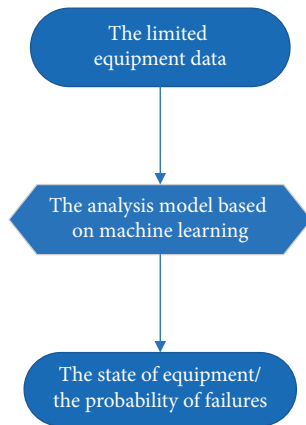 The limited
equipment data
The analysis model based
on machine learning
The state of equipment/
the probability of failures